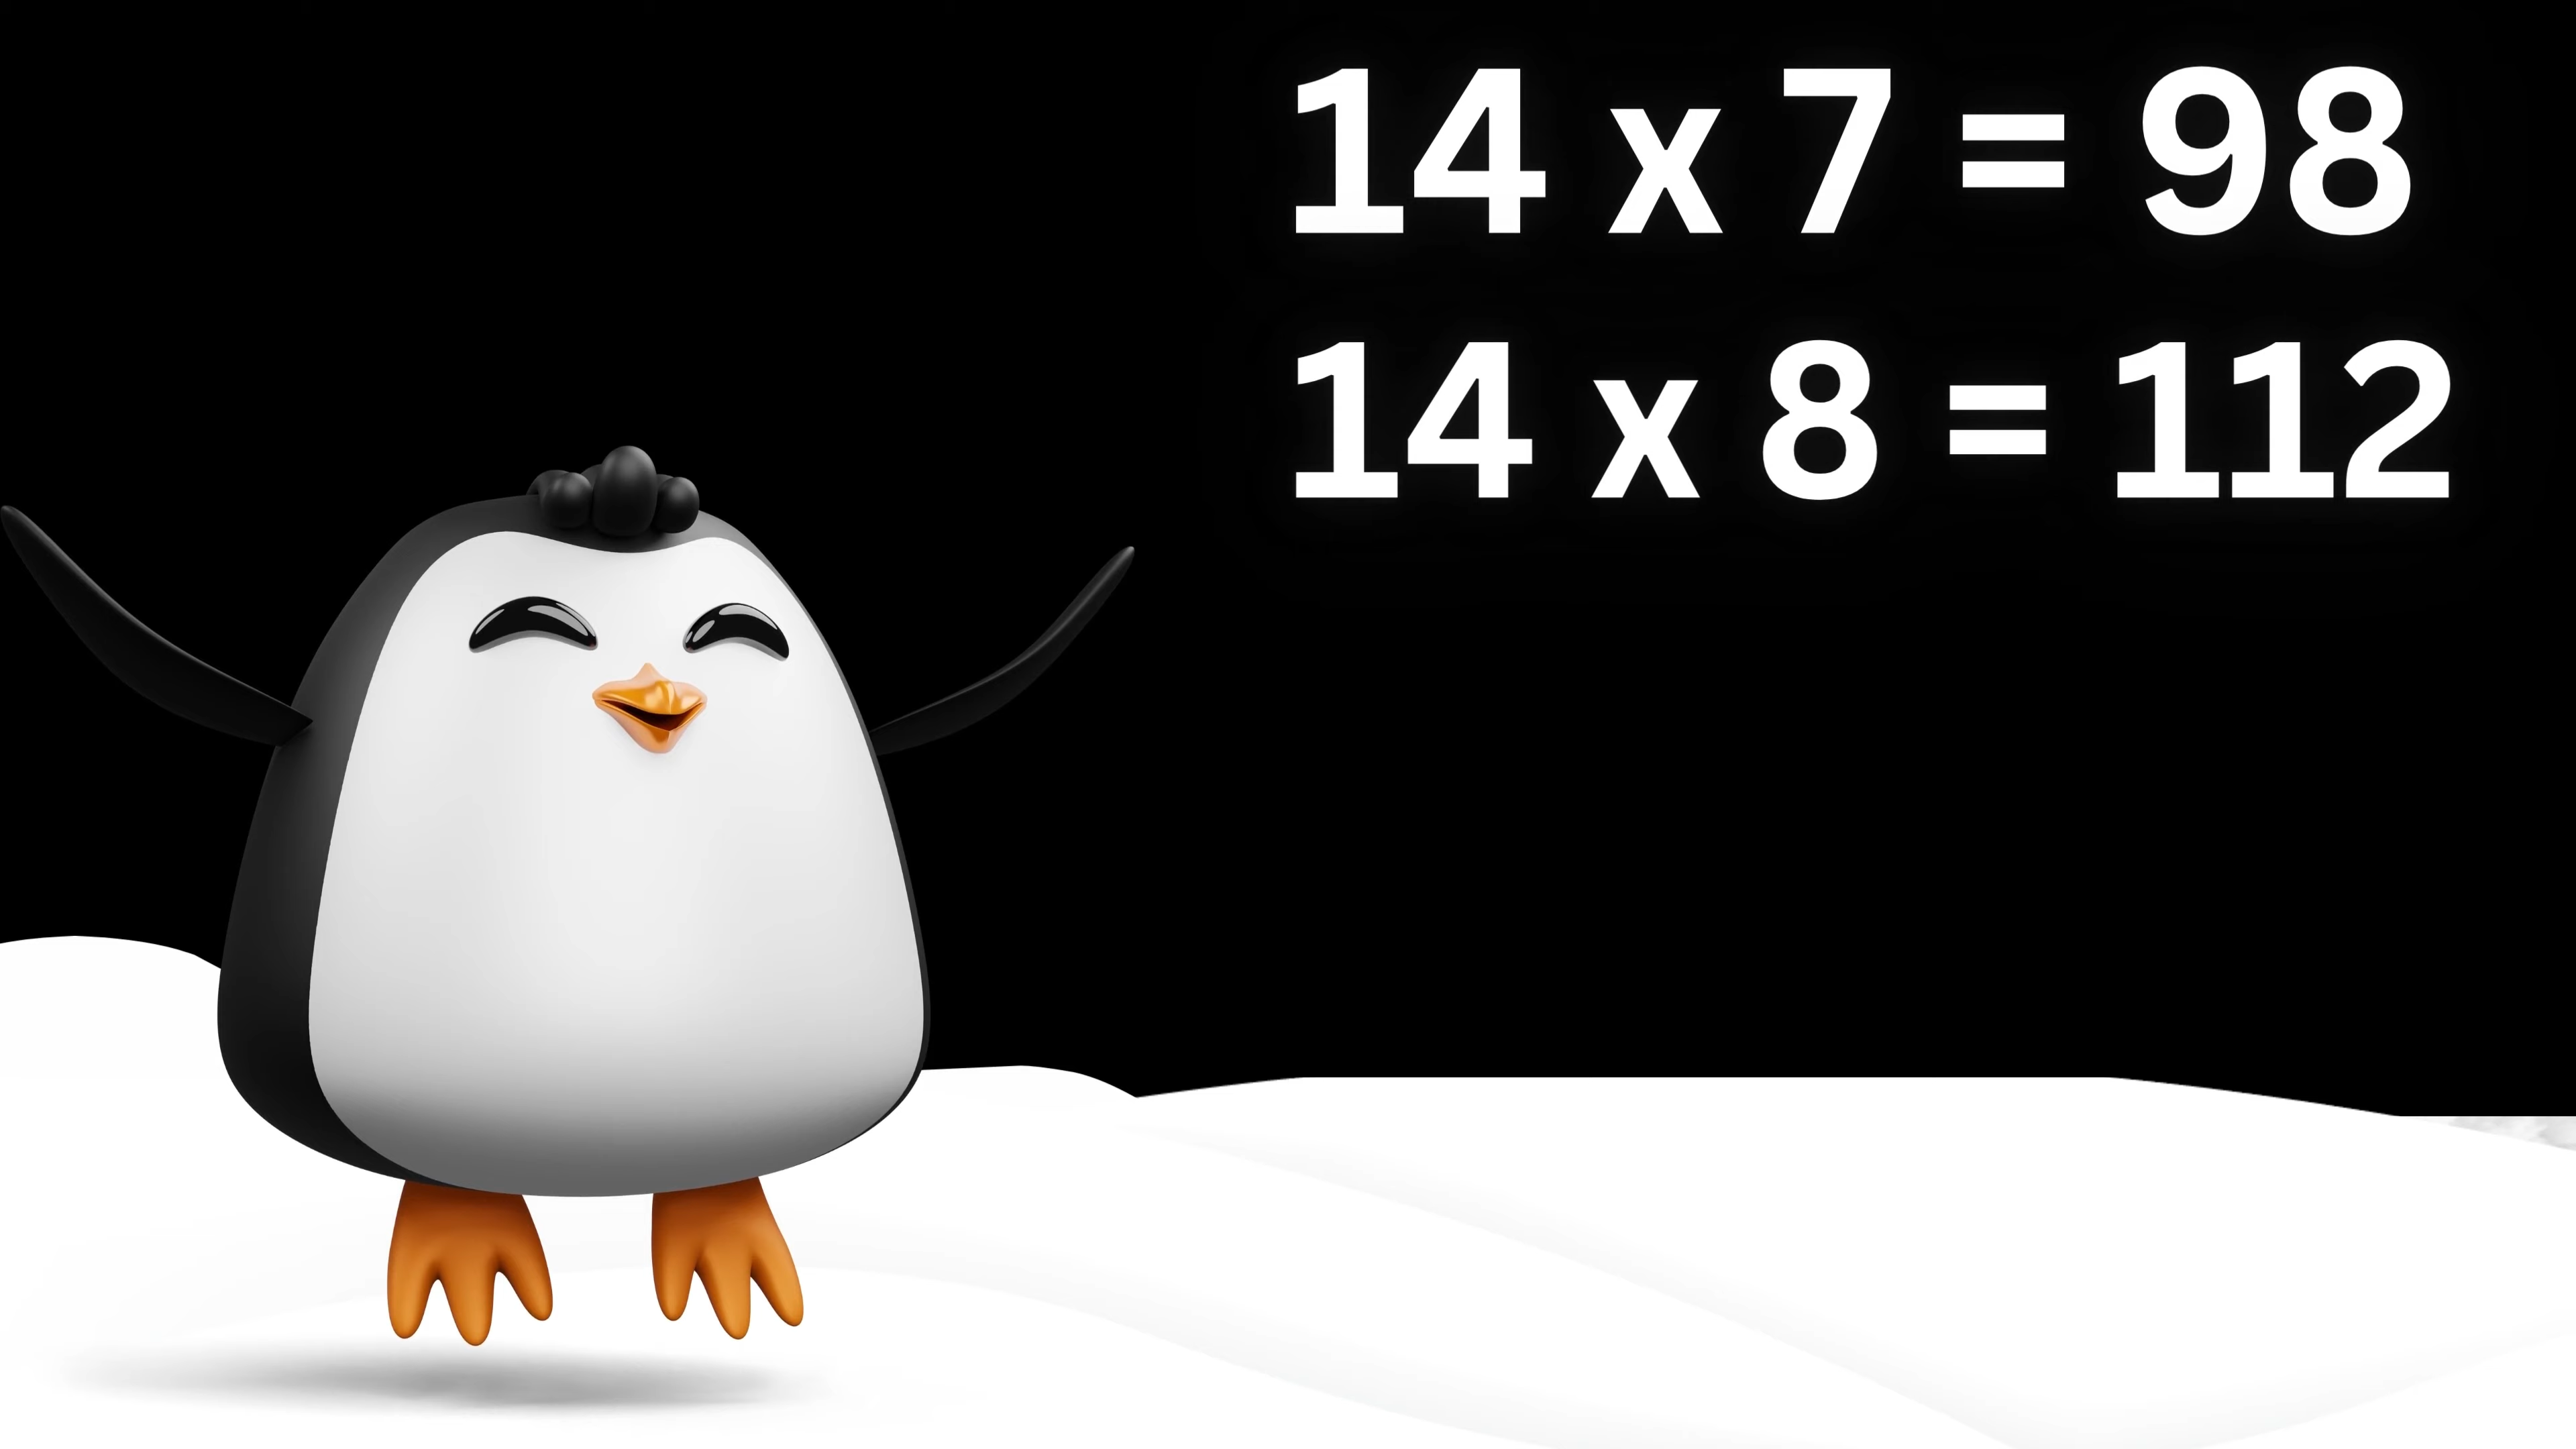 14 x 7 = 98
14 x 8 = 112